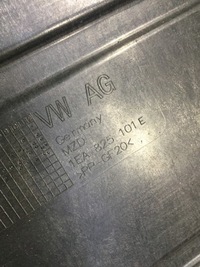 VW AG
Germany
MZD
1EA 825 101 E
>PP GF20<